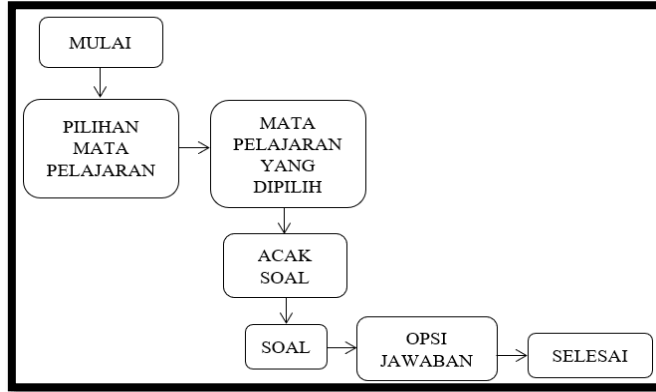 MULAI
PILIHAN
MATA
PELAJARAN
MATA
PELAJARAN
YANG
DIPILIH
ACAK
SOAL
SOAL
OPSI
JAWABAN
SELESAI